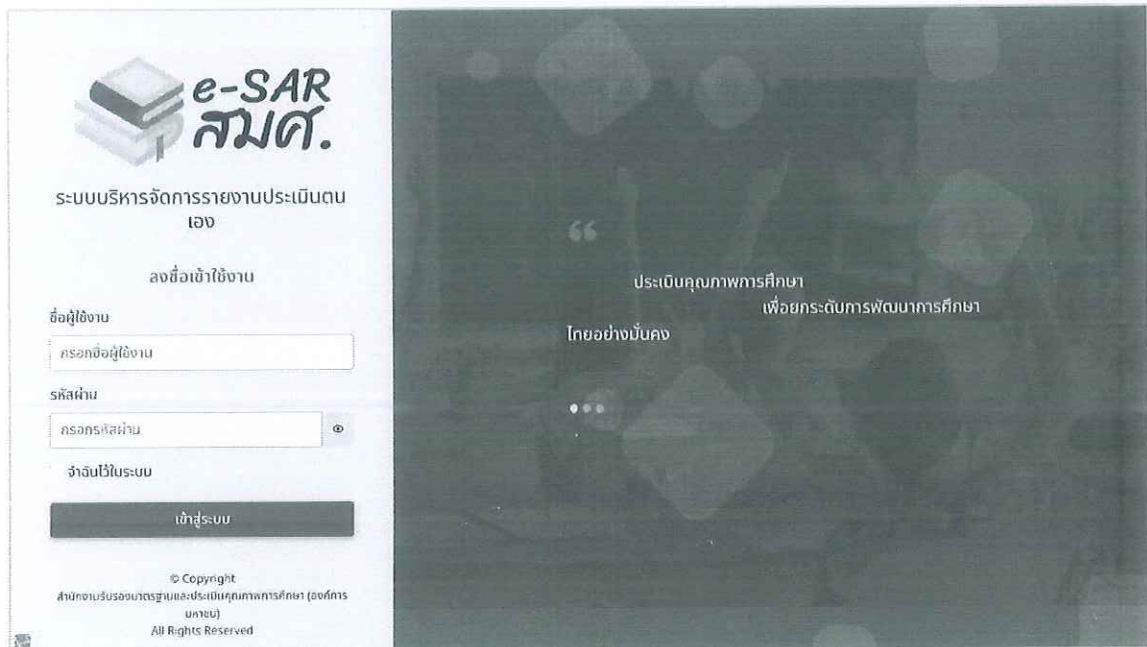 e-SAR
สมศ.
ระบบบริหารจัดการรายงานประเมินตน
เอง
ลงชื่อเข้าใช้งาน
ชื่อผู้ใช้งาน
กรอกชื่อผู้ใช้งาน
รหัสผ่าน
กรอกรหัสผ่าน
จำฉันไว้ในระบบ
เข้าสู่ระบบ
© Copyright
สำนักงานรับรองมาตรฐานและประเมินคุณภาพการศึกษา (องค์การ
มหาชน)
All Rights Reserved
“
ประเมินคุณภาพการศึกษา
เพื่อยกระดับการพัฒนาการศึกษา
ไทยอย่างมั่นคง